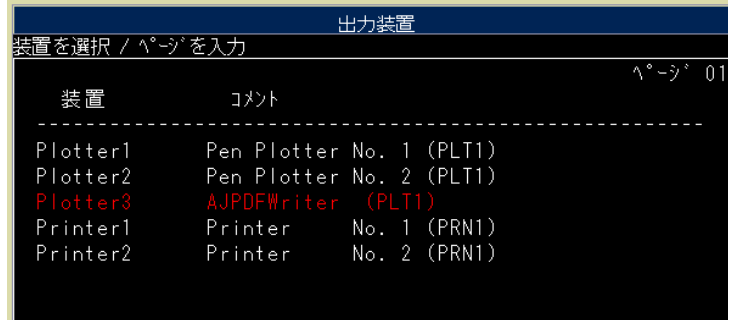 出力装置
装置を選択 / ﾍﾟｰｼﾞを入力
ﾍﾟｰｼﾞ 01
装置 ｺﾒﾝﾄ
--------------------------------------------------------
Plotter1 Pen Plotter No. 1 (PLT1)
Plotter2 Pen Plotter No. 2 (PLT1)
Plotter3 AJPDFWriter (PLT1)
Printer1 Printer No. 1 (PRN1)
Printer2 Printer No. 2 (PRN1)